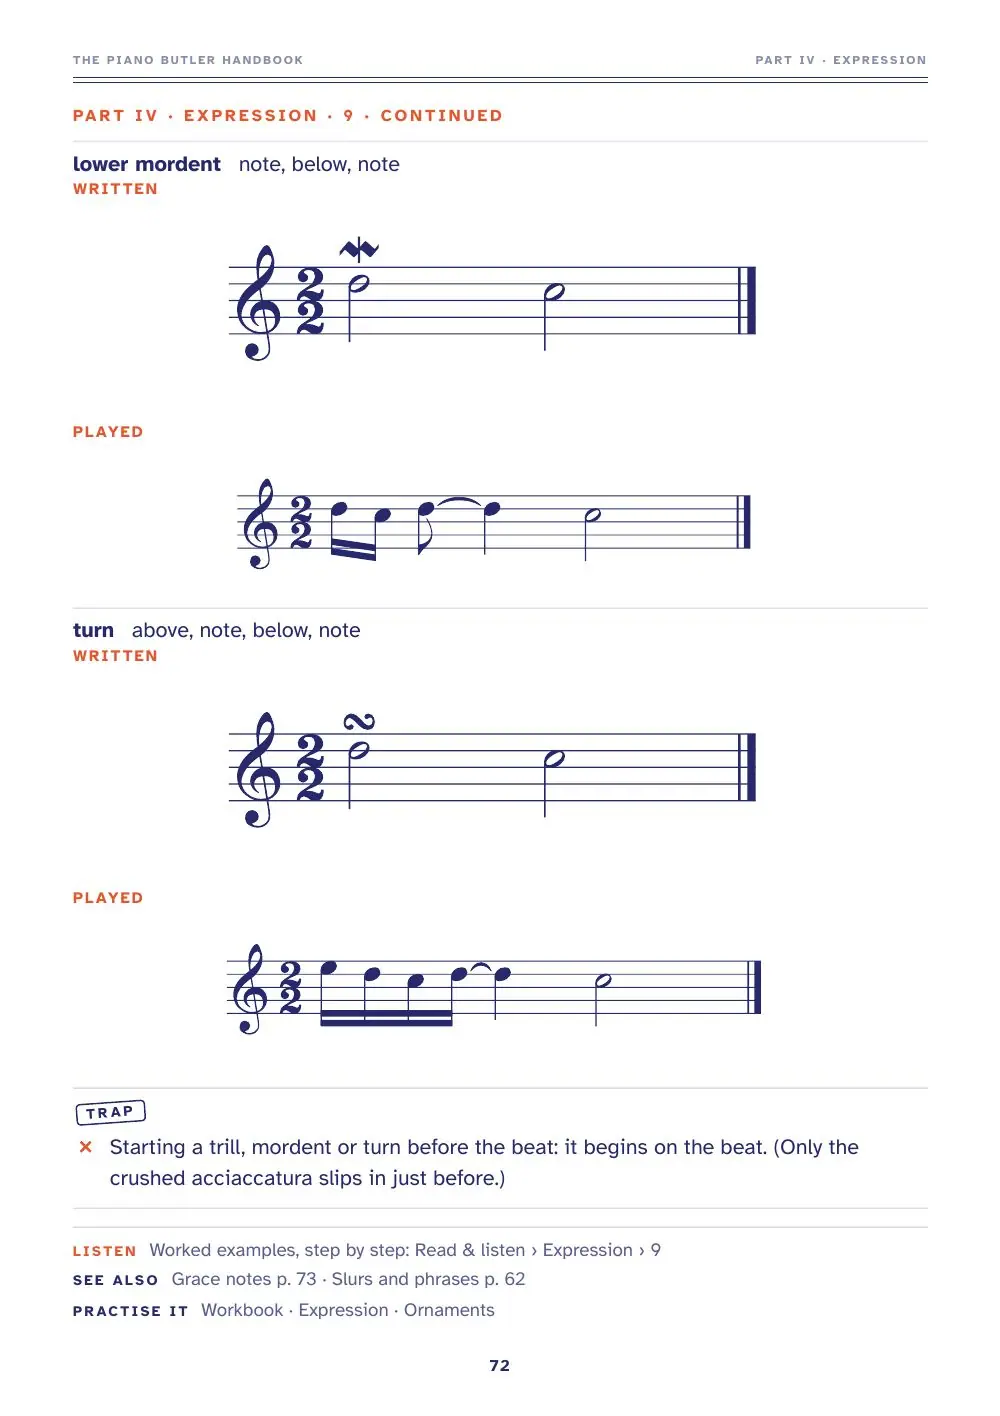 THE PIANO BUTLER HANDBOOK
PART IV · EXPRESSION
PART IV · EXPRESSION · 9 · CONTINUED
lower mordent note, below, note
WRITTEN
PLAYED
turn above, note, below, note
WRITTEN
PLAYED
TRAP
× Starting a trill, mordent or turn before the beat: it begins on the beat. (Only the
crushed acciaccatura slips in just before.)
LISTEN Worked examples, step by step: Read & listen › Expression › 9
SEE ALSO Grace notes p. 73 · Slurs and phrases p. 62
PRACTISE IT Workbook · Expression · Ornaments
72